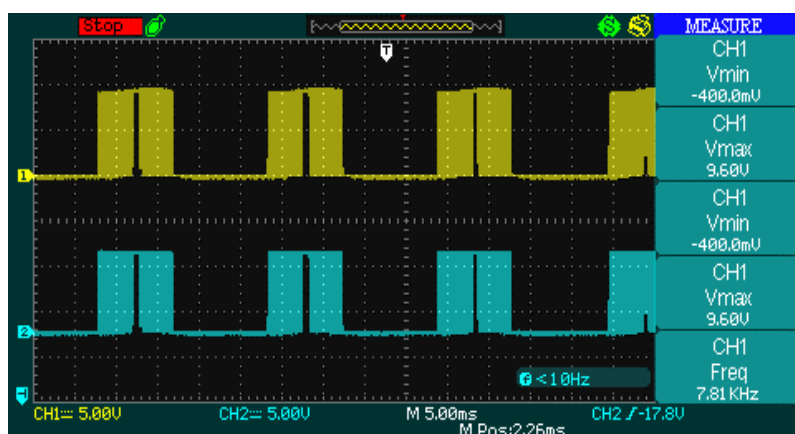 Stop
T
MEASURE
CH1
Vmin
-400.0mV
CH1
Vmax
9.60V
CH1
Vmin
-400.0mV
CH1
Vmax
9.60V
CH1
Freq
7.81 KHz
1
2
<10Hz
CH1 5.00V CH2 5.00V M 5.00ms CH2 -17.8V
M Pos:2.26ms